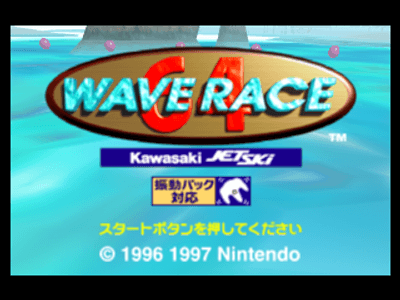 WAVE RACE
64
TM
Kawasaki JET SKI
振動パック
対応
スタートボタンを押してください
© 1996 1997 Nintendo